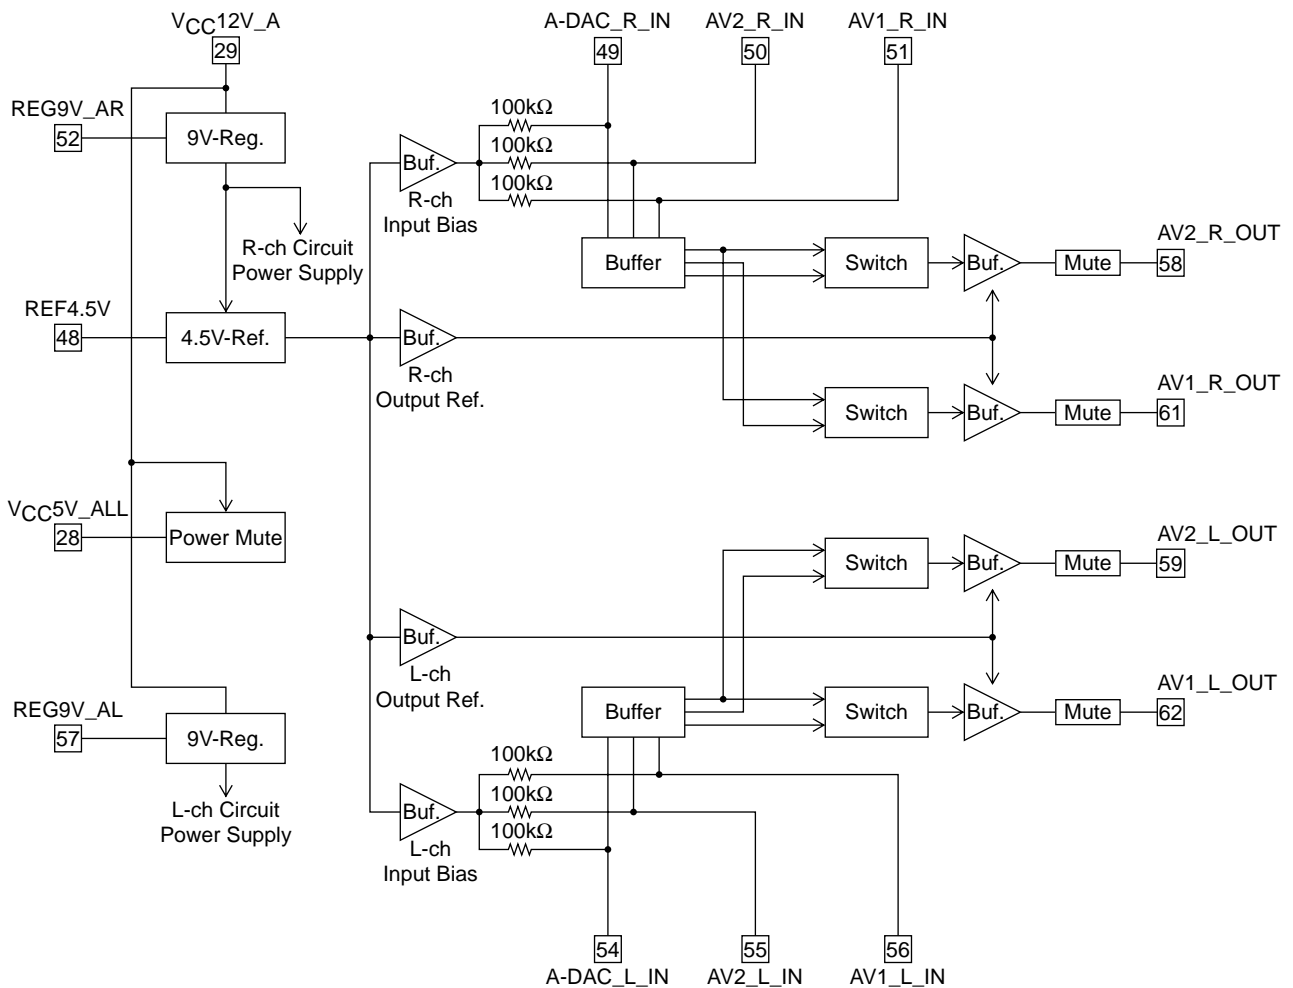 VCC12V_A
29
A-DAC_R_IN
49
AV2_R_IN
50
AV1_R_IN
51
REG9V_AR
52
9V-Reg.
R-ch Circuit
Power Supply
REF4.5V
48
4.5V-Ref.
VCC5V_ALL
28
Power Mute
REG9V_AL
57
9V-Reg.
L-ch Circuit
Power Supply
Buf.
R-ch
Input Bias
100kΩ
100kΩ
100kΩ
Buffer
Switch
Buf.
Mute
AV2_R_OUT
58
Buf.
R-ch
Output Ref.
Switch
Buf.
Mute
AV1_R_OUT
61
Switch
Buf.
Mute
AV2_L_OUT
59
Buf.
L-ch
Output Ref.
Buffer
Switch
Buf.
Mute
AV1_L_OUT
62
Buf.
L-ch
Input Bias
100kΩ
100kΩ
100kΩ
54
A-DAC_L_IN
55
AV2_L_IN
56
AV1_L_IN